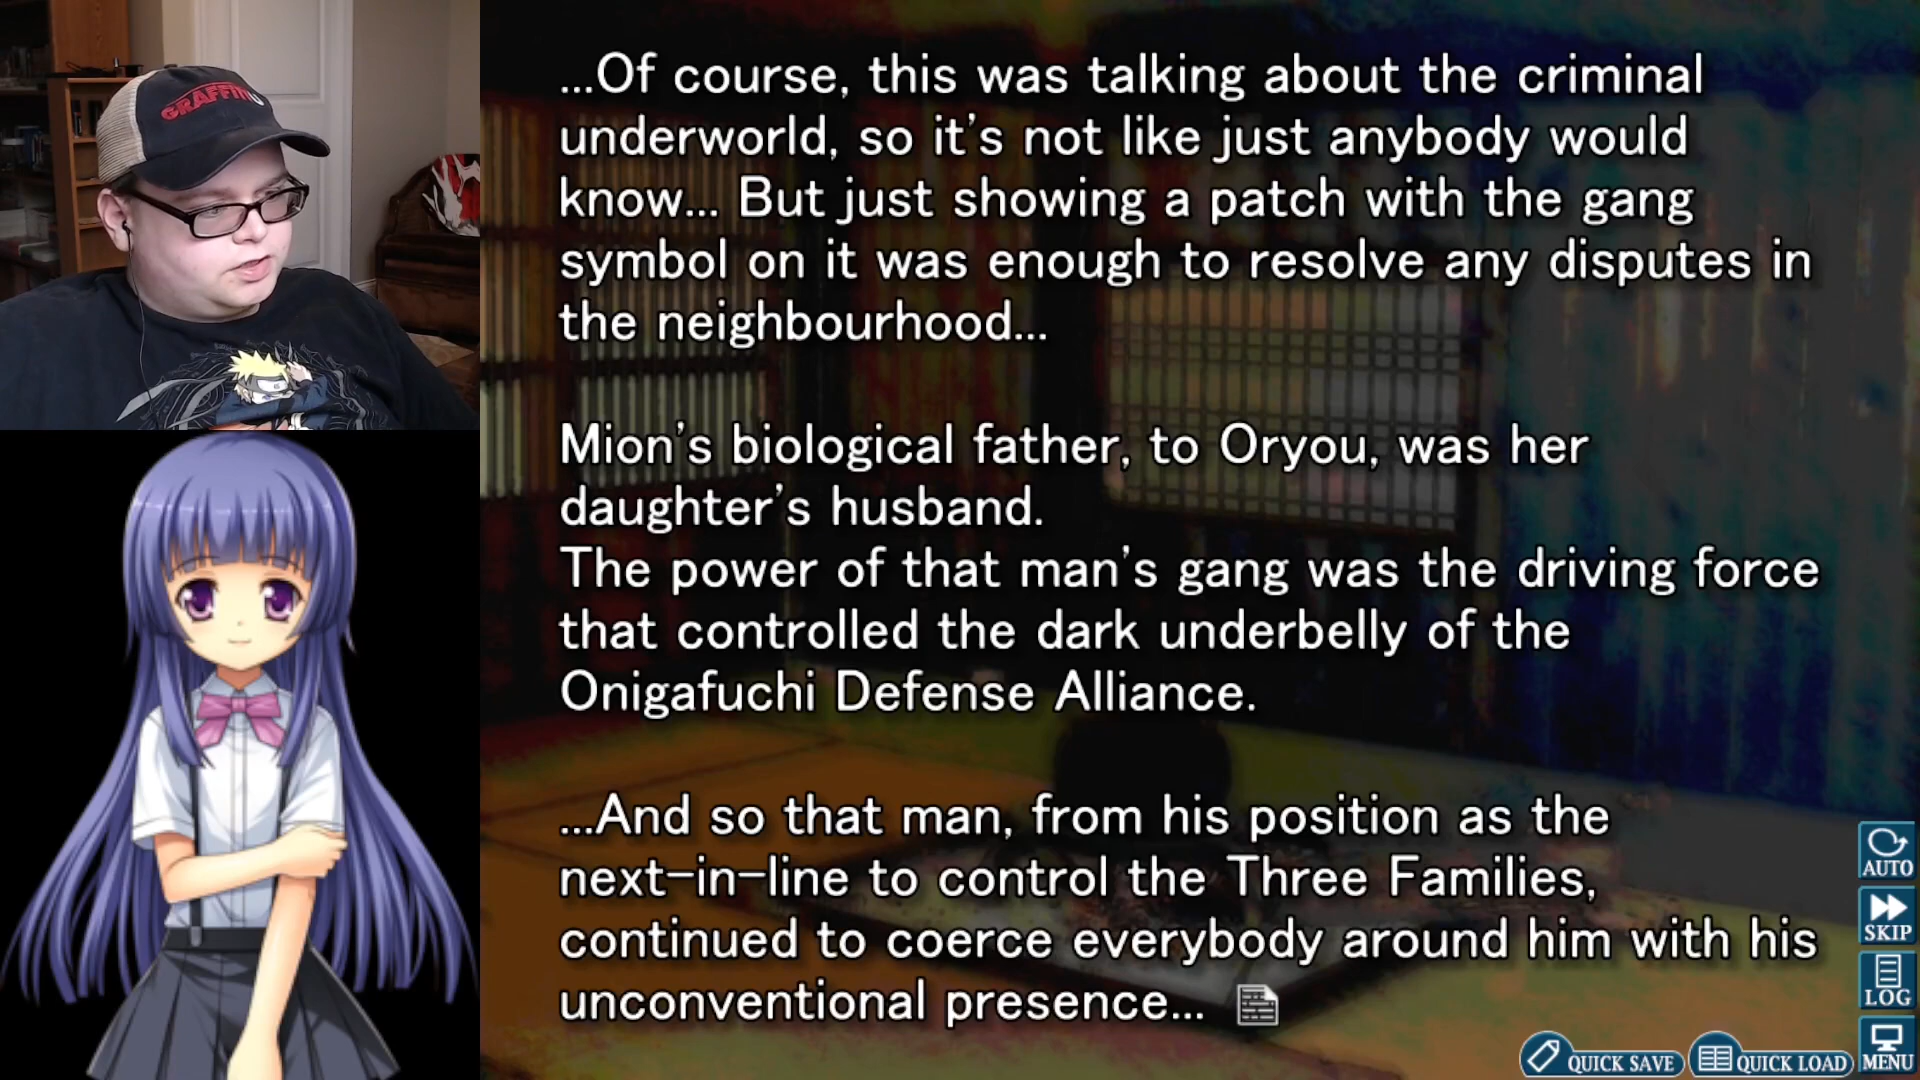 GRAFFITI
...Of course, this was talking about the criminal
underworld, so it's not like just anybody would
know... But just showing a patch with the gang
symbol on it was enough to resolve any disputes in
the neighbourhood...
Mion's biological father, to Oryou, was her
daughter's husband.
The power of that man's gang was the driving force
that controlled the dark underbelly of the
Onigafuchi Defense Alliance.
...And so that man, from his position as the
next-in-line to control the Three Families,
continued to coerce everybody around him with his
unconventional presence...
AUTO
SKIP
LOG
MENU
QUICK SAVE
QUICK LOAD